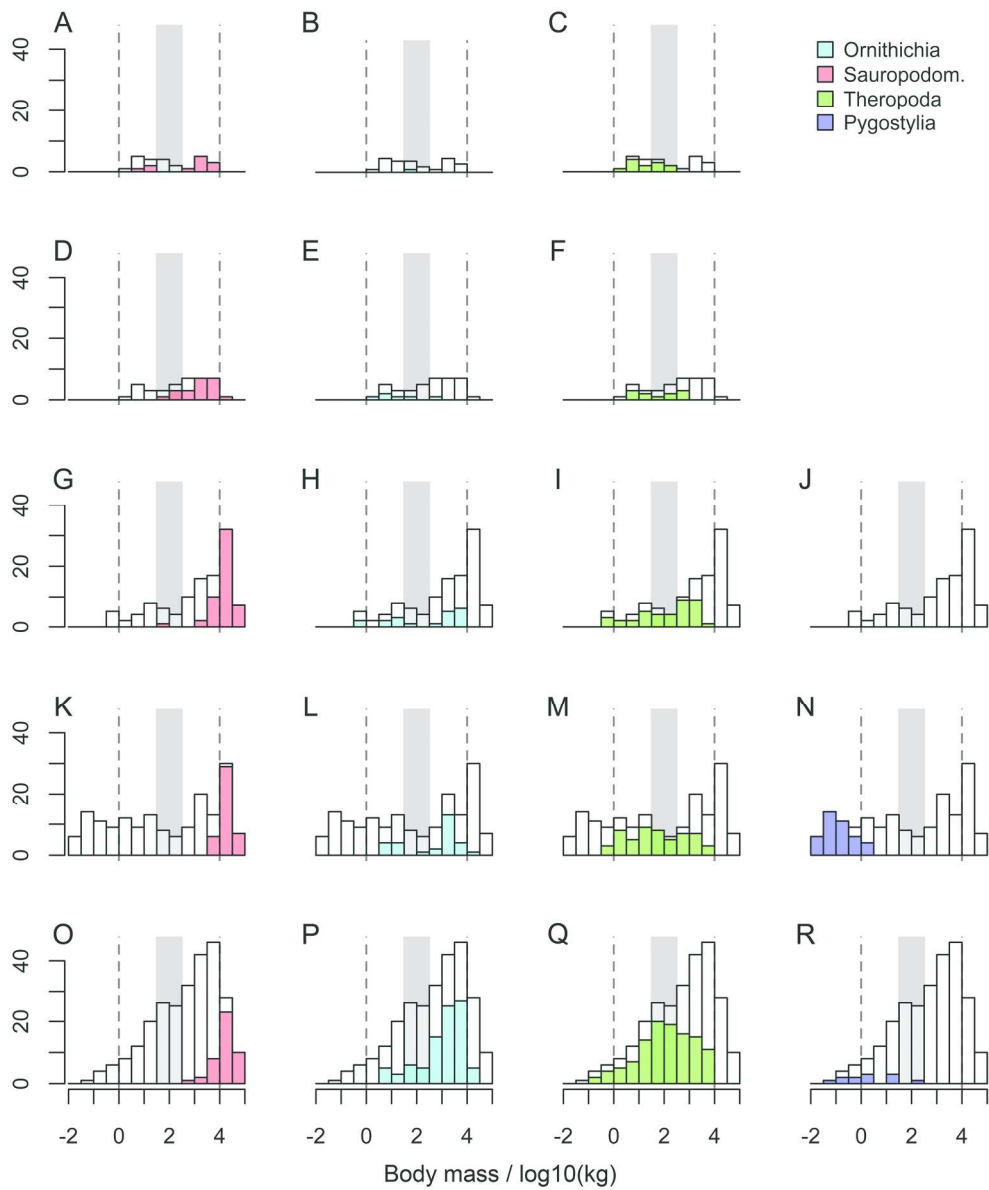 A
B
C
Ornithichia
Sauropodom.
Theropoda
Pygostylia
0 20 40
D
E
F
0 20 40
G
H
I
J
0 20 40
K
L
M
N
0 20 40
O
P
Q
R
0 20 40
-2 0 2 4
-2 0 2 4
-2 0 2 4
-2 0 2 4
Body mass / log10(kg)